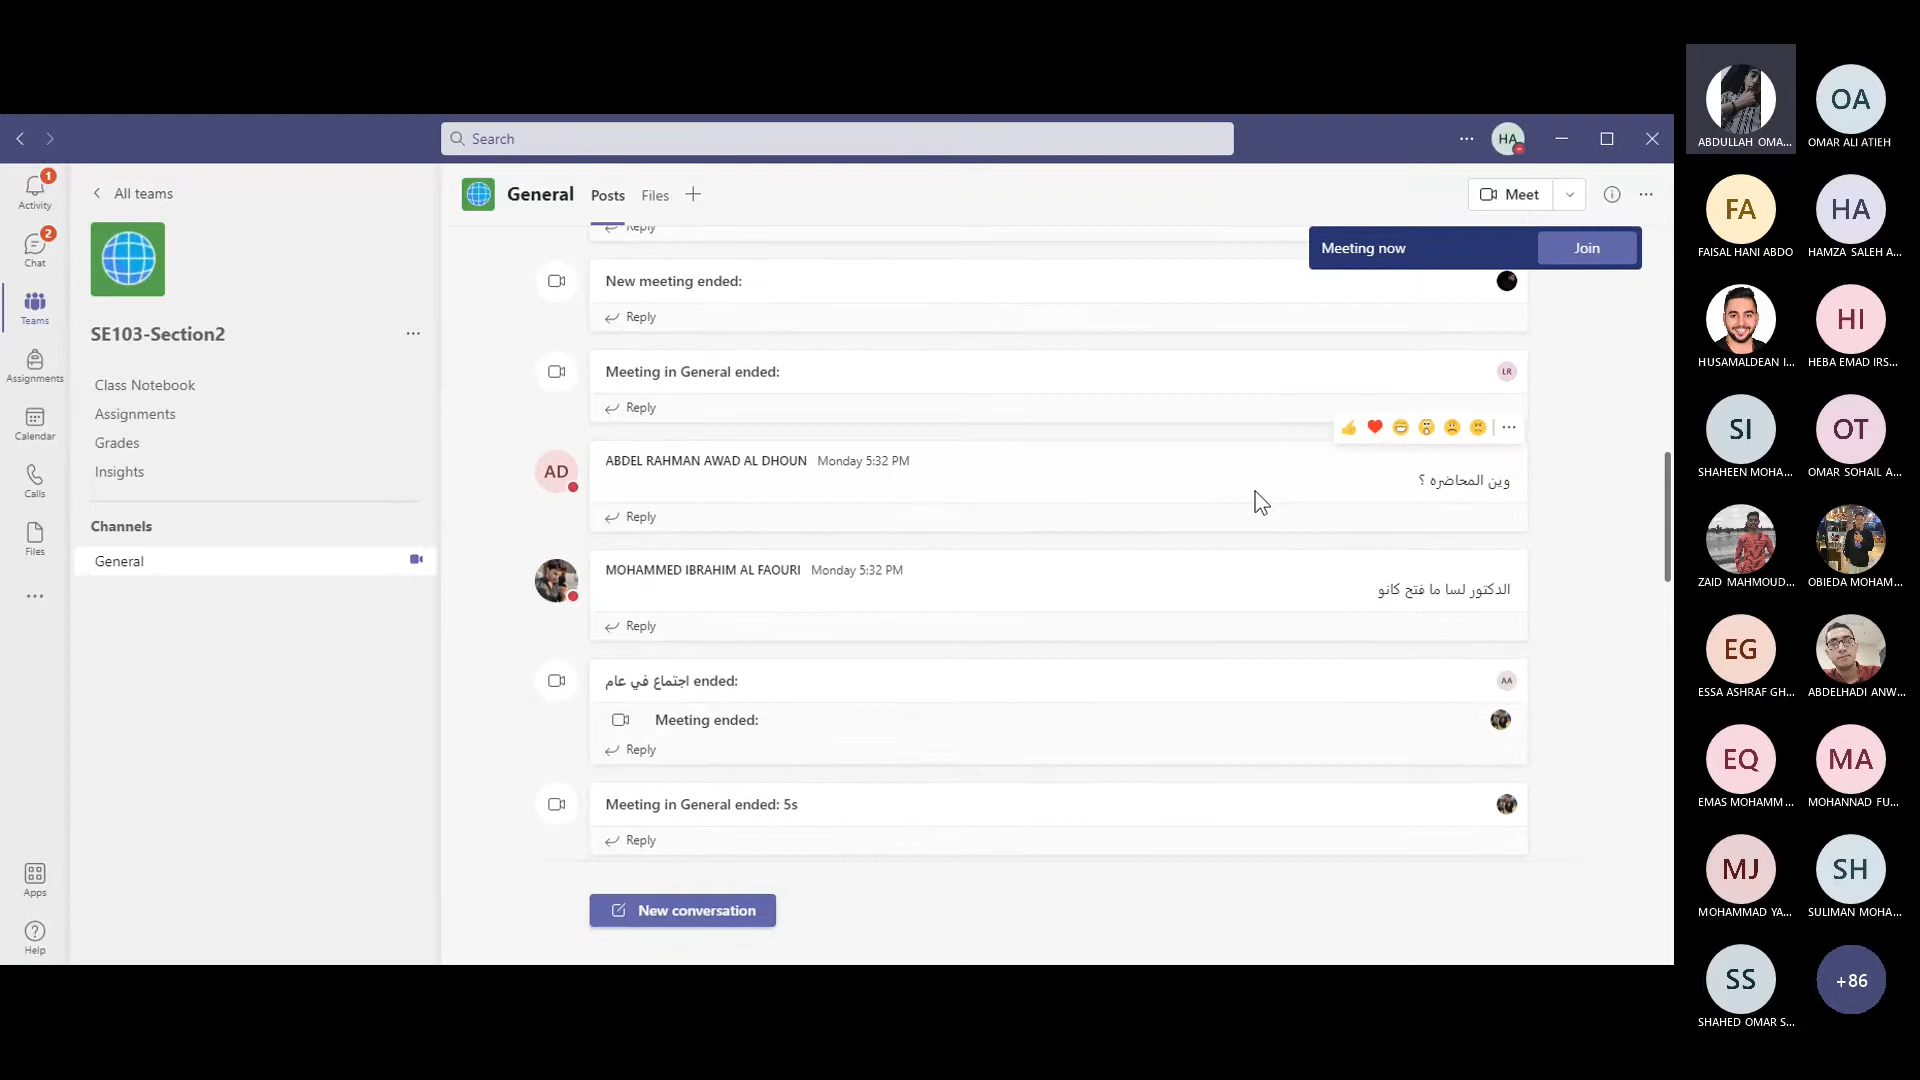 Search
HA
Activity
1
Chat
2
Teams
Assignments
Calendar
Calls
Files
Apps
Help
All teams
SE103-Section2
Class Notebook
Assignments
Grades
Insights
Channels
General
General
Posts
Files
Meet
Meeting now
Join
Reply
New meeting ended:
Reply
Meeting in General ended:
LR
Reply
AD
ABDEL RAHMAN AWAD AL DHOUN Monday 5:32 PM
وين المحاضره ؟
Reply
MOHAMMED IBRAHIM AL FAOURI Monday 5:32 PM
الدكتور لسا ما فتح كانو
Reply
اجتماع في عام ended:
AA
Meeting ended:
Reply
Meeting in General ended: 5s
Reply
New conversation
ABDULLAH OMA...
OA
OMAR ALI ATIEH
FA
FAISAL HANI ABDO
HA
HAMZA SALEH A...
HUSAMALDEAN I...
HI
HEBA EMAD IRS...
SI
SHAHEEN MOHA...
OT
OMAR SOHAIL A...
ZAID MAHMOUD...
OBIEDA MOHAM...
EG
ESSA ASHRAF GH...
ABDELHADI ANW...
EQ
EMAS MOHAMM...
MA
MOHANNAD FU...
MJ
MOHAMMAD YA...
SH
SULIMAN MOHA...
SS
SHAHED OMAR S...
+86